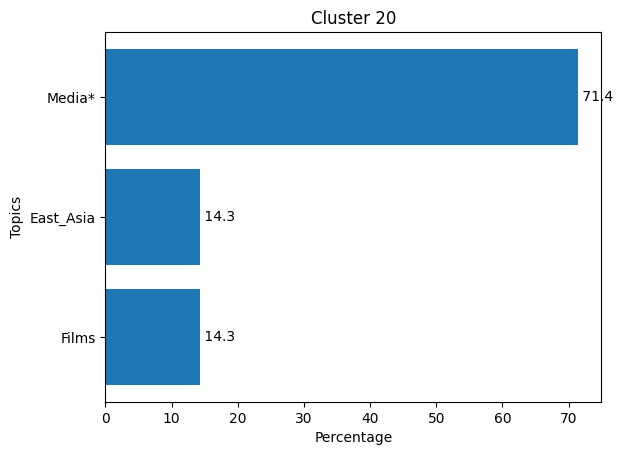 Cluster 20
Topics
Media*
71.4
East_Asia
14.3
Films
14.3
0 10 20 30 40 50 60 70
Percentage